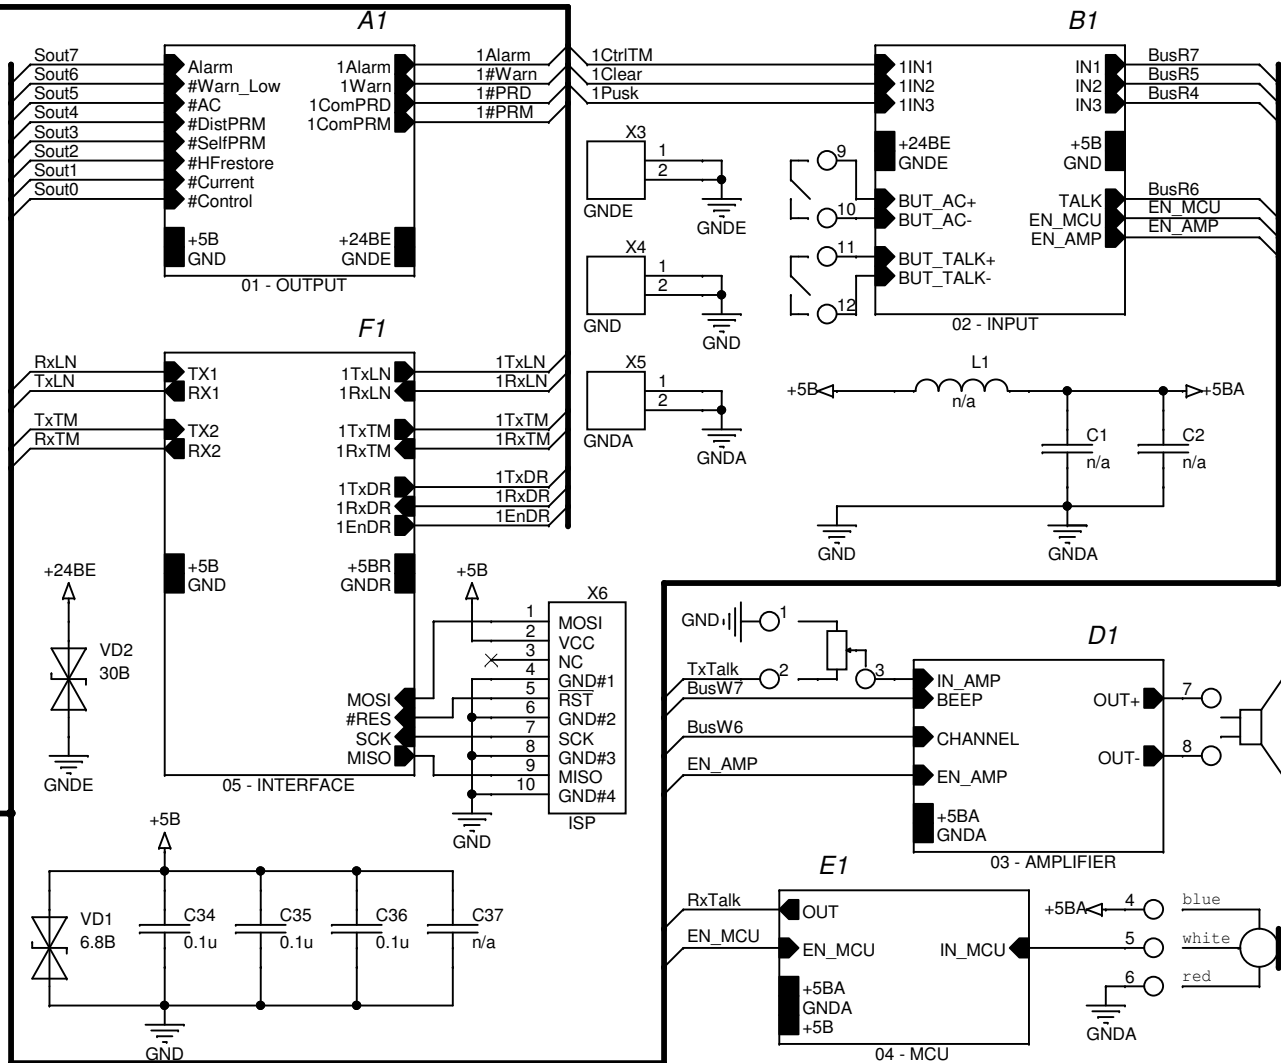 A1
Sout7
Sout6
Sout5
Sout4
Sout3
Sout2
Sout1
Sout0
Alarm
#Warn_Low
#AC
#DistPRM
#SelfPRM
#HFrestore
#Current
#Control
+5B
GND
1Alarm
1Warn
1ComPRD
1ComPRM
+24BE
GNDE
1Alarm
1#Warn
1#PRD
1#PRM
01 - OUTPUT
B1
1CtrlTM
1Clear
1Pusk
1IN1
1IN2
1IN3
+24BE
GNDE
BUT_AC+
BUT_AC-
BUT_TALK+
BUT_TALK-
IN1
IN2
IN3
+5B
GND
TALK
EN_MCU
EN_AMP
BusR7
BusR5
BusR4
BusR6
EN_MCU
EN_AMP
9
10
11
12
02 - INPUT
X3
1
2
GNDE
GNDE
X4
1
2
GND
GND
X5
1
2
GNDA
GNDA
F1
RxLN
TxLN
TxTM
RxTM
TX1
RX1
TX2
RX2
+5B
GND
1TxLN
1RxLN
1TxTM
1RxTM
1TxDR
1RxDR
1EnDR
+5BR
GNDR
MOSI
#RES
SCK
MISO
1TxLN
1RxLN
1TxTM
1RxTM
1TxDR
1RxDR
1EnDR
05 - INTERFACE
+5B
L1
n/a
+5BA
C1
n/a
C2
n/a
GND
GNDA
+24BE
VD2
30B
GNDE
+5B
X6
1
2
3
4
5
6
7
8
9
10
MOSI
VCC
NC
GND#1
RST
GND#2
SCK
GND#3
MISO
GND#4
GND
ISP
+5B
VD1
6.8B
C34
0.1u
C35
0.1u
C36
0.1u
C37
n/a
GND
D1
GND
1
2
3
TxTalk
BusW7
BusW6
EN_AMP
IN_AMP
BEEP
CHANNEL
EN_AMP
+5BA
GNDA
OUT+
OUT-
7
8
03 - AMPLIFIER
E1
RxTalk
EN_MCU
OUT
EN_MCU
+5BA
GNDA
+5B
IN_MCU
04 - MCU
+5BA
4
5
6
blue
white
red
GNDA